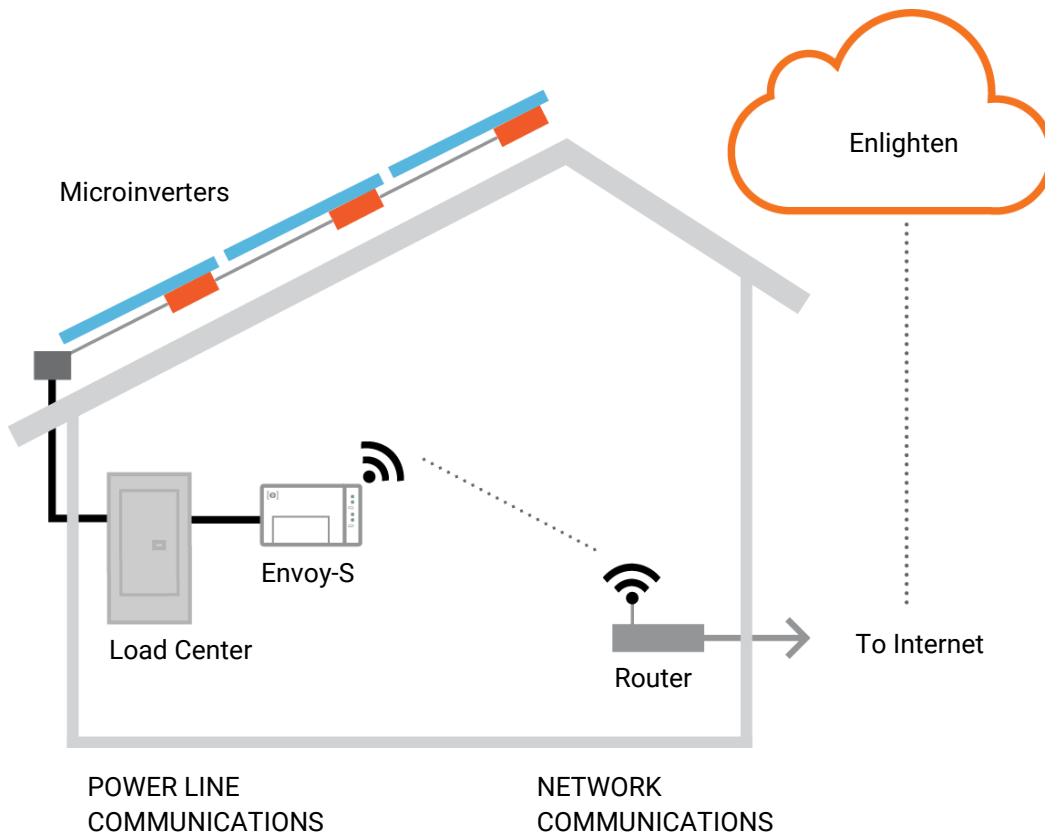 Enlighten
Microinverters
Envoy-S
Load Center
To Internet
Router
POWER LINE
COMMUNICATIONS
NETWORK
COMMUNICATIONS